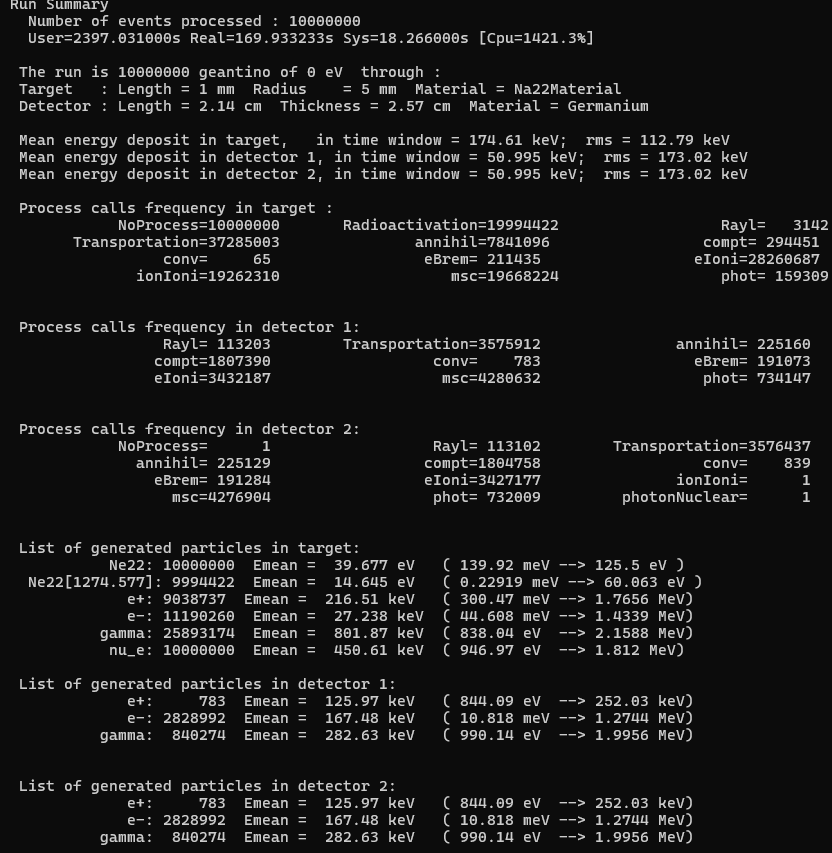 Run Summary
Number of events processed : 10000000
User=2397.031000s Real=169.933233s Sys=18.266000s [Cpu=1421.3%]
The run is 10000000 geantino of 0 eV through :
Target : Length = 1 mm Radius = 5 mm Material = Na22Material
Detector : Length = 2.14 cm Thickness = 2.57 cm Material = Germanium
Mean energy deposit in target, in time window = 174.61 keV; rms = 112.79 keV
Mean energy deposit in detector 1, in time window = 50.995 keV; rms = 173.02 keV
Mean energy deposit in detector 2, in time window = 50.995 keV; rms = 173.02 keV
Process calls frequency in target :
NoProcess=10000000 Radioactivation=19994422 Rayl= 3142
Transportation=37285003 annihil=7841096 compt= 294451
conv= 65 eBrem= 211435 eIoni=28260687
ionIoni=19262310 msc=19668224 phot= 159309
Process calls frequency in detector 1:
Rayl= 113203 Transportation=3575912 annihil= 225160
compt=1807390 conv= 783 eBrem= 191073
eIoni=3432187 msc=4280632 phot= 734147
Process calls frequency in detector 2:
NoProcess= 1 Rayl= 113102 Transportation=3576437
annihil= 225129 compt=1804758 conv= 839
eBrem= 191284 eIoni=3427177 ionIoni= 1
msc=4276904 phot= 732009 photonNuclear= 1
List of generated particles in target:
Ne22: 10000000 Emean = 39.677 eV ( 139.92 meV --> 125.5 eV )
Ne22[1274.577]: 9994422 Emean = 14.645 eV ( 0.22919 meV --> 60.063 eV )
e+: 9038737 Emean = 216.51 keV ( 300.47 meV --> 1.7656 MeV)
e-: 11190260 Emean = 27.238 keV ( 44.608 meV --> 1.4339 MeV)
gamma: 25893174 Emean = 801.87 keV ( 838.04 eV --> 2.1588 MeV)
nu_e: 10000000 Emean = 450.61 keV ( 946.97 eV --> 1.812 MeV)
List of generated particles in detector 1:
e+: 783 Emean = 125.97 keV ( 844.09 eV --> 252.03 keV)
e-: 2828992 Emean = 167.48 keV ( 10.818 meV --> 1.2744 MeV)
gamma: 840274 Emean = 282.63 keV ( 990.14 eV --> 1.9956 MeV)
List of generated particles in detector 2:
e+: 783 Emean = 125.97 keV ( 844.09 eV --> 252.03 keV)
e-: 2828992 Emean = 167.48 keV ( 10.818 meV --> 1.2744 MeV)
gamma: 840274 Emean = 282.63 keV ( 990.14 eV --> 1.9956 MeV)